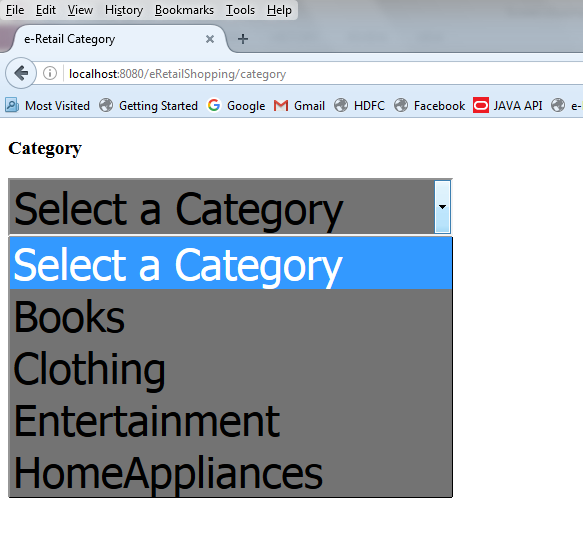 File Edit View History Bookmarks Tools Help
e-Retail Category
localhost:8080/eRetailShopping/category
Most Visited Getting Started Google Gmail HDFC Facebook JAVA API e-
Category
Select a Category
Select a Category
Books
Clothing
Entertainment
HomeAppliances